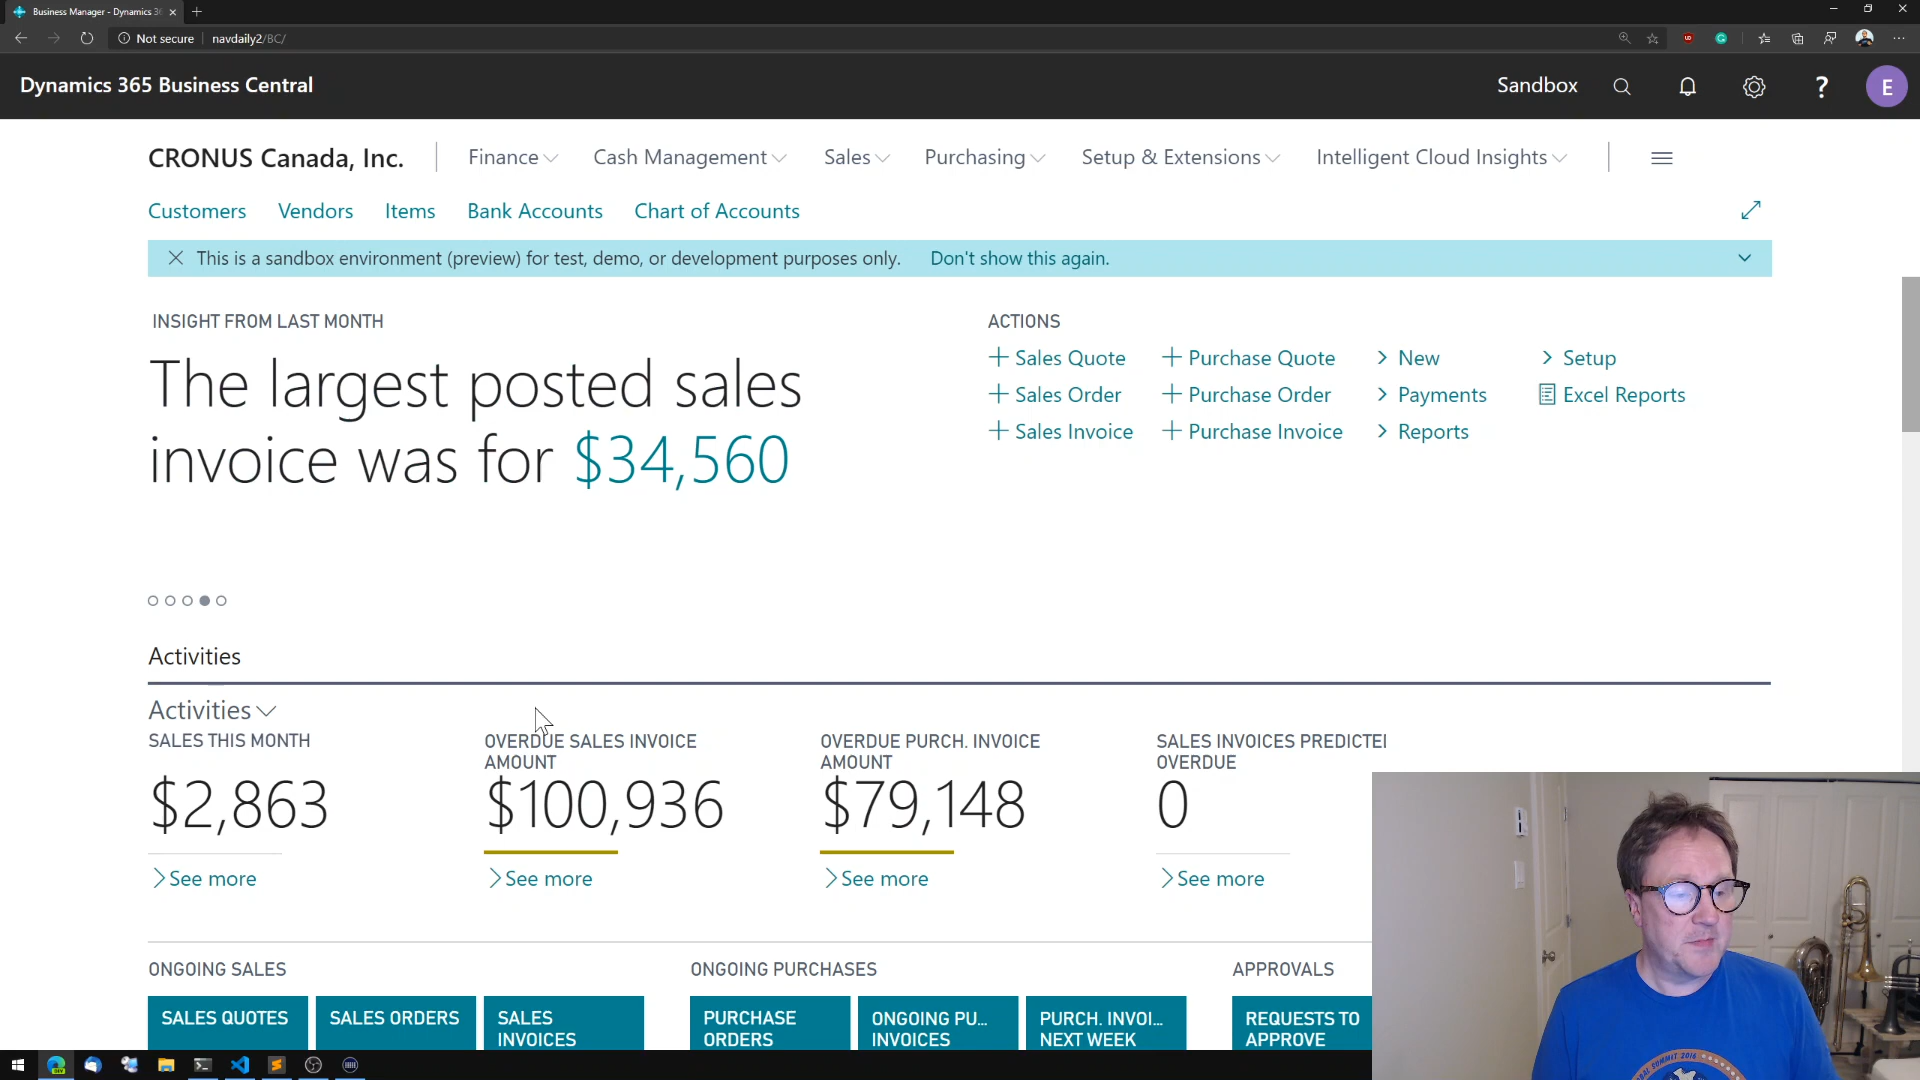 Business Manager - Dynamics 36
Not secure
navdaily2/BC/
Dynamics 365 Business Central
Sandbox
?
E
CRONUS Canada, Inc.
Finance
Cash Management
Sales
Purchasing
Setup & Extensions
Intelligent Cloud Insights
Customers
Vendors
Items
Bank Accounts
Chart of Accounts
This is a sandbox environment (preview) for test, demo, or development purposes only.
Don't show this again.
INSIGHT FROM LAST MONTH
The largest posted sales
invoice was for $34,560
ACTIONS
Sales Quote
Purchase Quote
New
Setup
Sales Order
Purchase Order
Payments
Excel Reports
Sales Invoice
Purchase Invoice
Reports
Activities
Activities
SALES THIS MONTH
$2,863
See more
OVERDUE SALES INVOICE
AMOUNT
$100,936
See more
OVERDUE PURCH. INVOICE
AMOUNT
$79,148
See more
SALES INVOICES PREDICTEI
OVERDUE
0
See more
ONGOING SALES
SALES QUOTES
SALES ORDERS
SALES
INVOICES
ONGOING PURCHASES
PURCHASE
ORDERS
ONGOING PU...
INVOICES
PURCH. INVOI...
NEXT WEEK
APPROVALS
REQUESTS TO
APPROVE
SUMMIT 2016